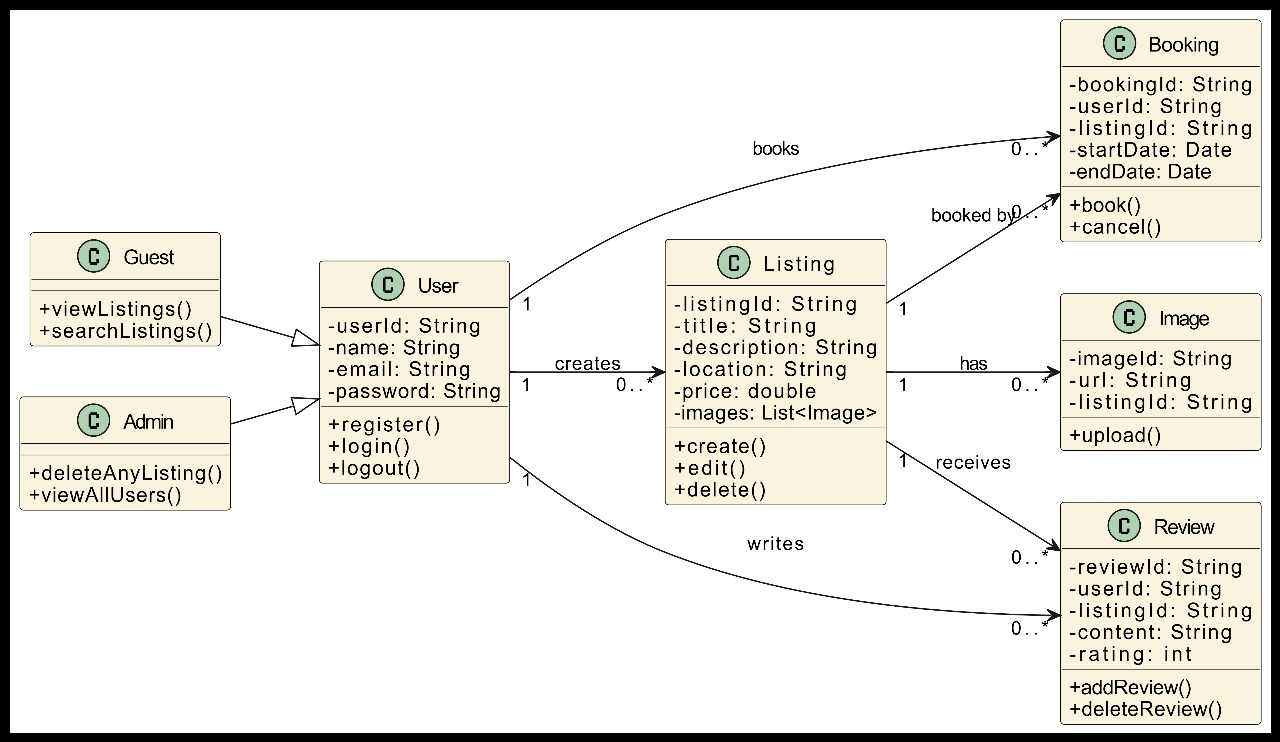 C Guest
+viewListings()
+searchListings()
C Admin
+deleteAnyListing()
+viewAllUsers()
C User
-userId: String
-name: String
-email: String
-password: String
+register()
+login()
+logout()
1
books
0..*
1
creates
0..*
1
writes
0..*
C Listing
-listingId: String
-title: String
-description: String
-location: String
-price: double
-images: List<Image>
+create()
+edit()
+delete()
1
booked by
0..*
1
has
0..*
1
receives
0..*
C Booking
-bookingId: String
-userId: String
-listingId: String
-startDate: Date
-endDate: Date
+book()
+cancel()
C Image
-imageId: String
-url: String
-listingId: String
+upload()
C Review
-reviewId: String
-userId: String
-listingId: String
-content: String
-rating: int
+addReview()
+deleteReview()